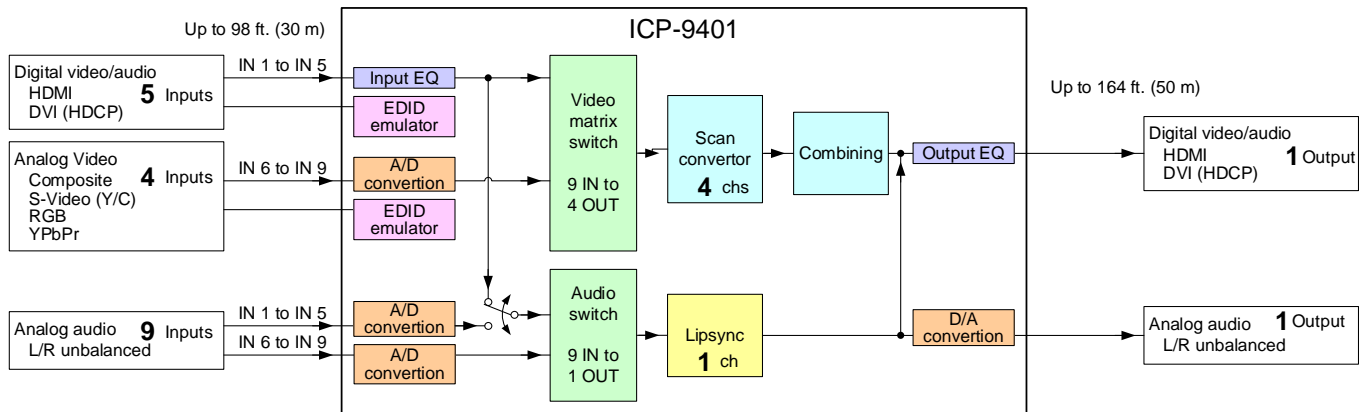 ICP-9401
Up to 98 ft. (30 m)
Digital video/audio
HDMI
DVI (HDCP)
5 Inputs
IN 1 to IN 5
Input EQ
EDID
emulator
Analog Video
Composite
S-Video (Y/C)
RGB
YPbPr
4 Inputs
IN 6 to IN 9
A/D
convertion
EDID
emulator
Video
matrix
switch
9 IN to
4 OUT
Scan
convertor
4 chs
Combining
Output EQ
Up to 164 ft. (50 m)
Digital video/audio
HDMI
DVI (HDCP)
1 Output
Analog audio
L/R unbalanced
9 Inputs
IN 1 to IN 5
IN 6 to IN 9
A/D
convertion
A/D
convertion
Audio
switch
9 IN to
1 OUT
Lipsync
1 ch
D/A
convertion
Analog audio
L/R unbalanced
1 Output